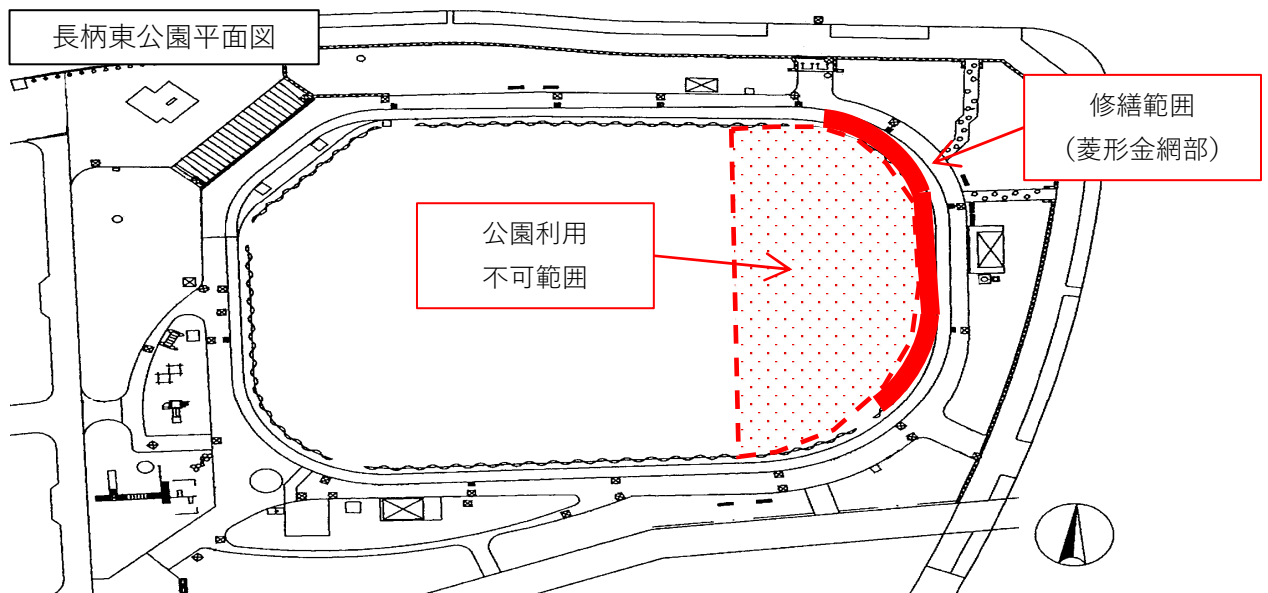 長柄東公園平面図
修繕範囲
（菱形金網部）
公園利用
不可範囲